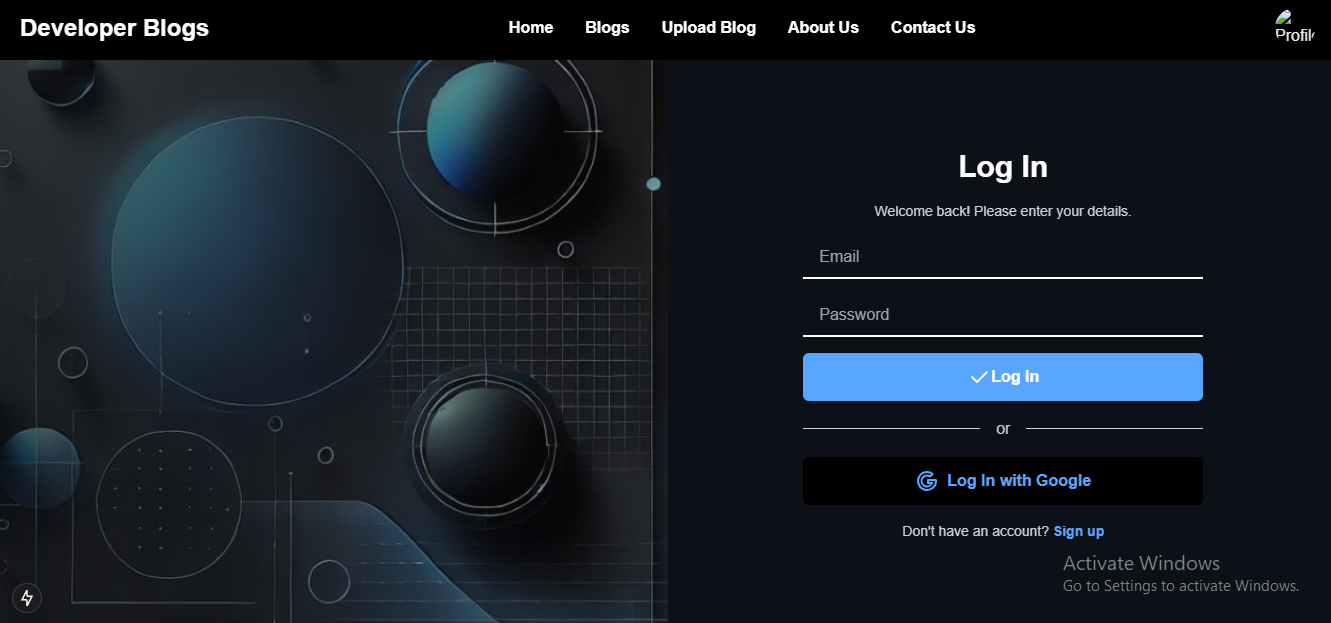 Developer Blogs
Home Blogs Upload Blog About Us Contact Us
Profil
Log In
Welcome back! Please enter your details.
Email
Password
Log In
or
Log In with Google
Don't have an account? Sign up
Activate Windows
Go to Settings to activate Windows.